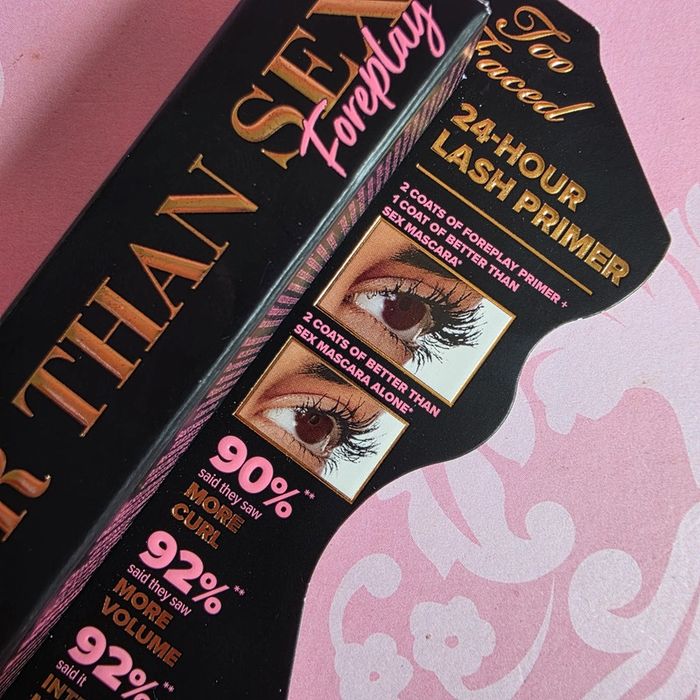 R THAN SEX
Foreplay
Too
Faced
24-HOUR
LASH PRIMER
2 COATS OF FOREPLAY PRIMER +
1 COAT OF BETTER THAN
SEX MASCARA*
2 COATS OF BETTER THAN
SEX MASCARA ALONE*
90%**
said they saw
MORE
CURL
92%**
said they saw
MORE
VOLUME
92%**
said it